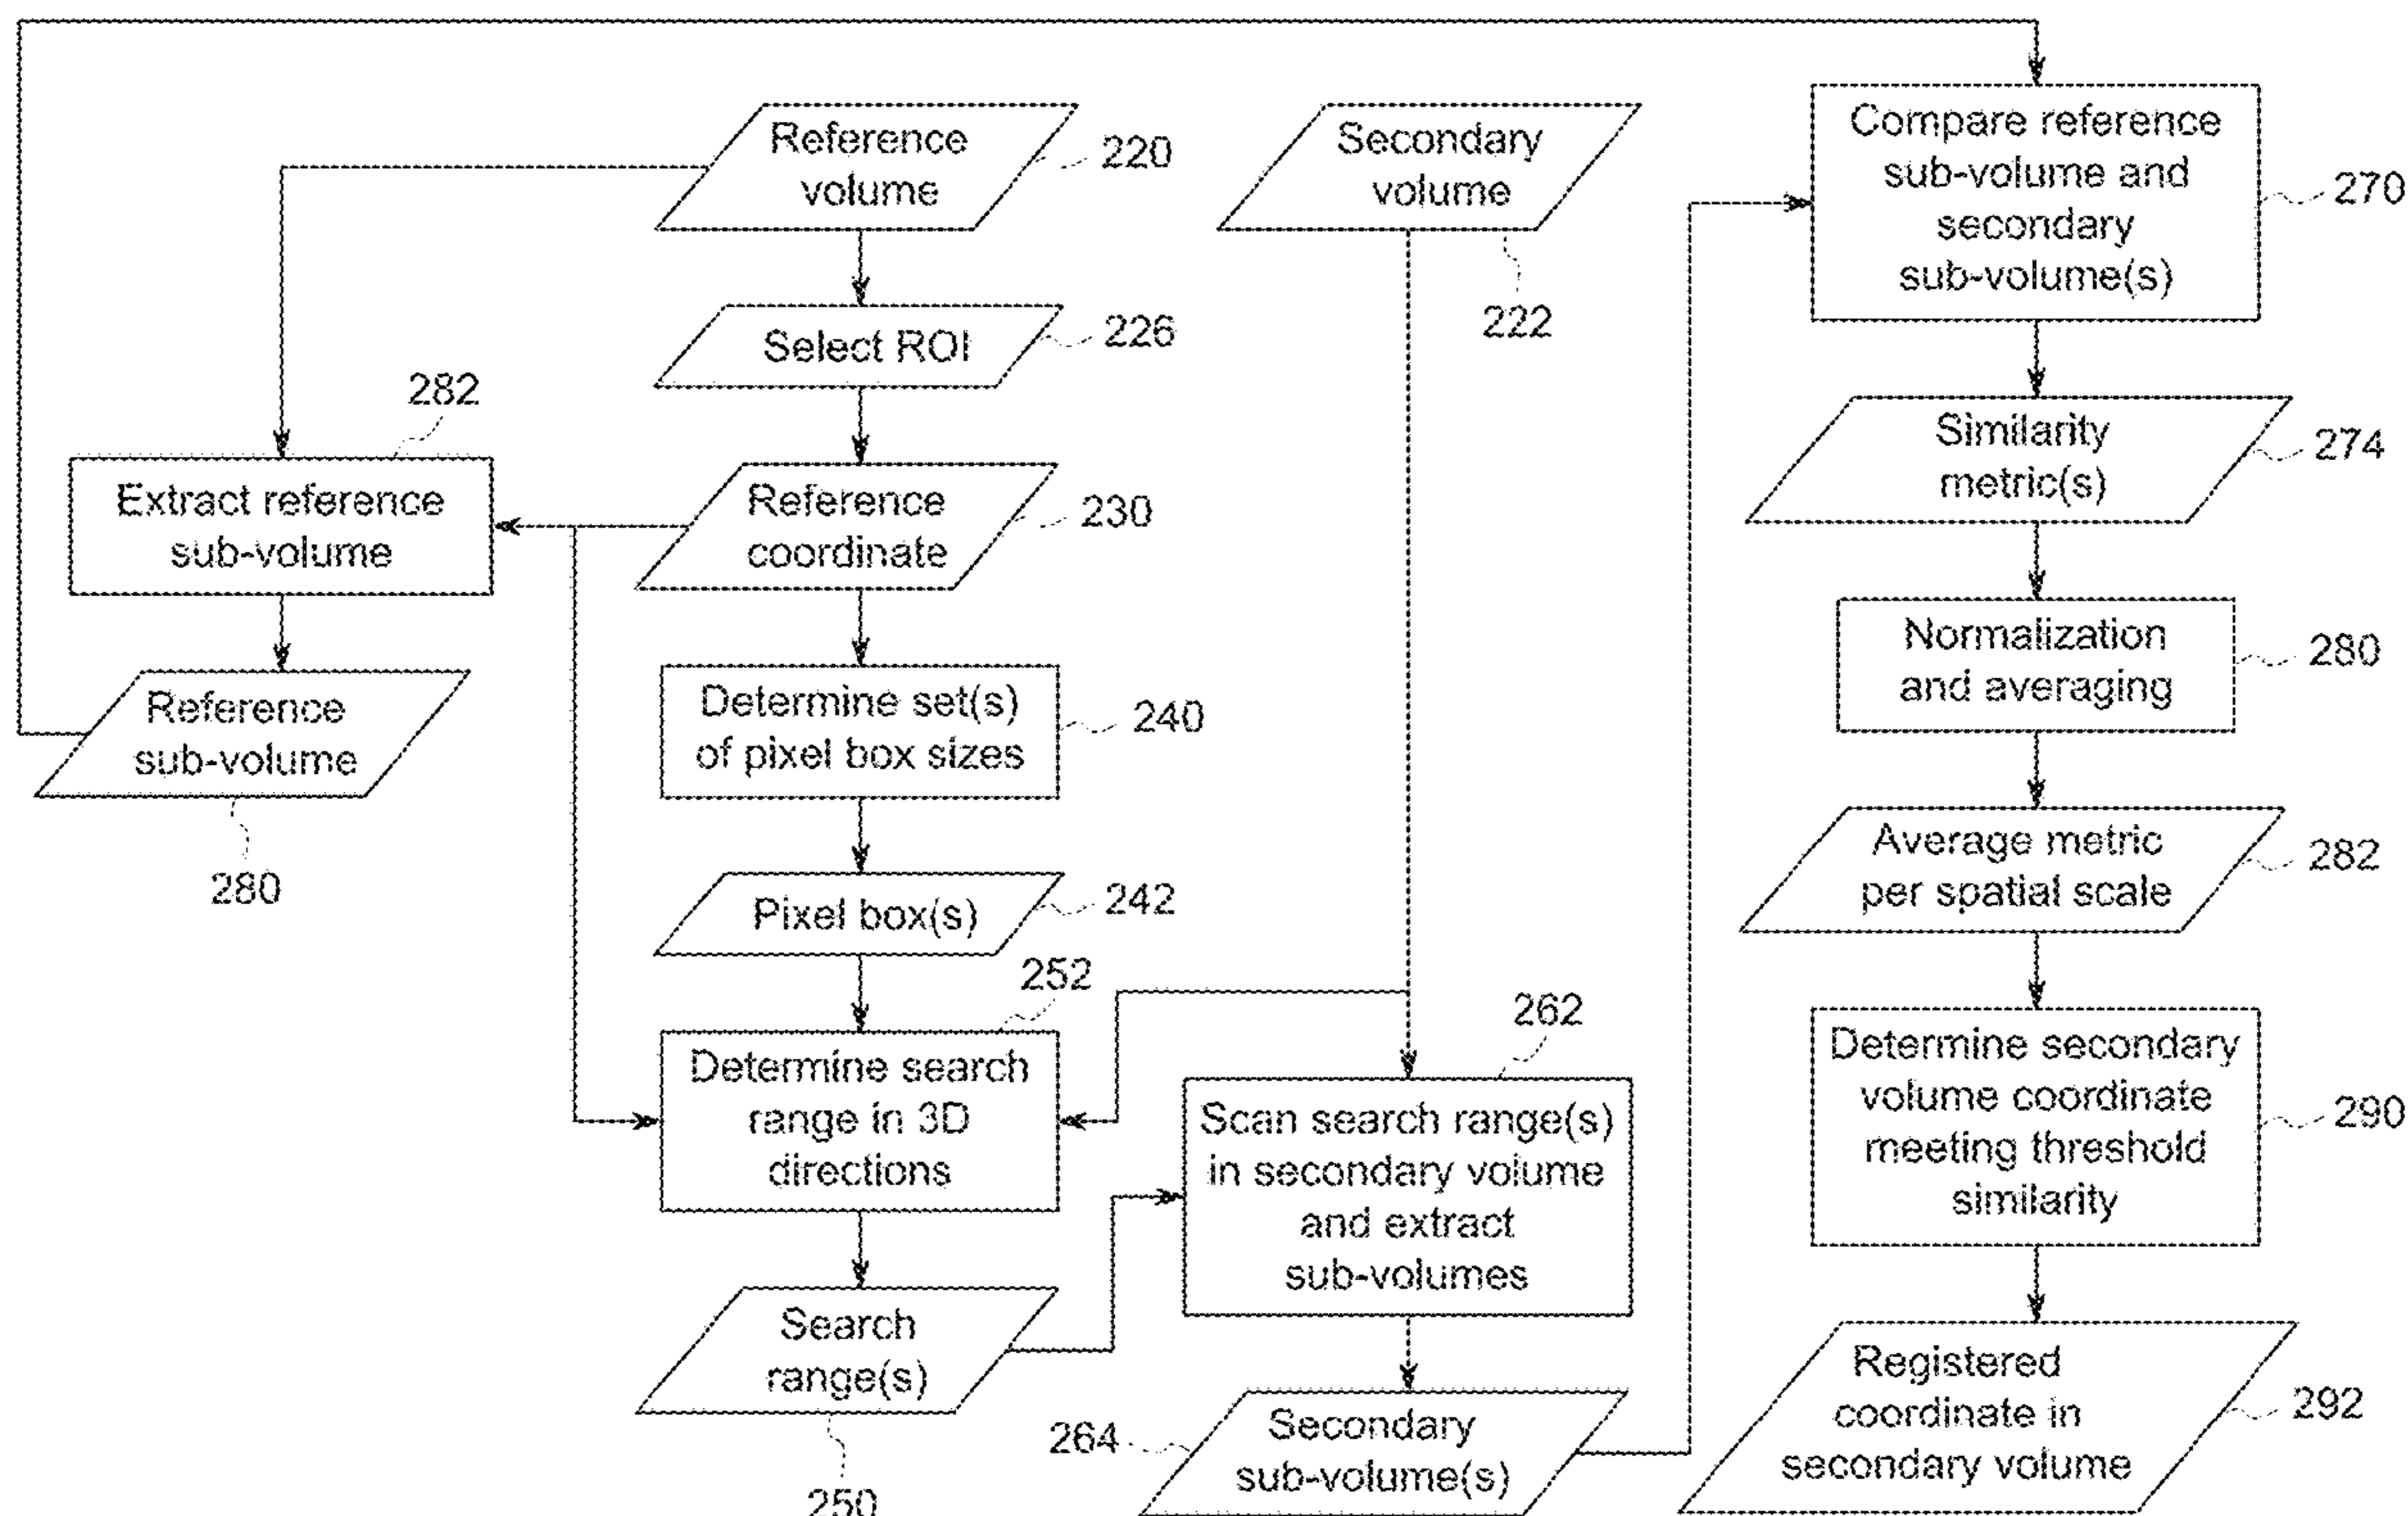 Reference
volume
220
Select ROI
226
Reference
coordinate
230
282
Extract reference
sub-volume
Reference
sub-volume
280
Determine set(s)
of pixel box sizes
240
Pixel box(s)
242
252
Determine search
range in 3D
directions
Search
range(s)
250
Secondary
volume
222
262
Scan search range(s)
in secondary volume
and extract
sub-volumes
264
Secondary
sub-volume(s)
Compare reference
sub-volume and
secondary
sub-volume(s)
270
Similarity
metric(s)
274
Normalization
and averaging
280
Average metric
per spatial scale
282
Determine secondary
volume coordinate
meeting threshold
similarity
290
Registered
coordinate in
secondary volume
292